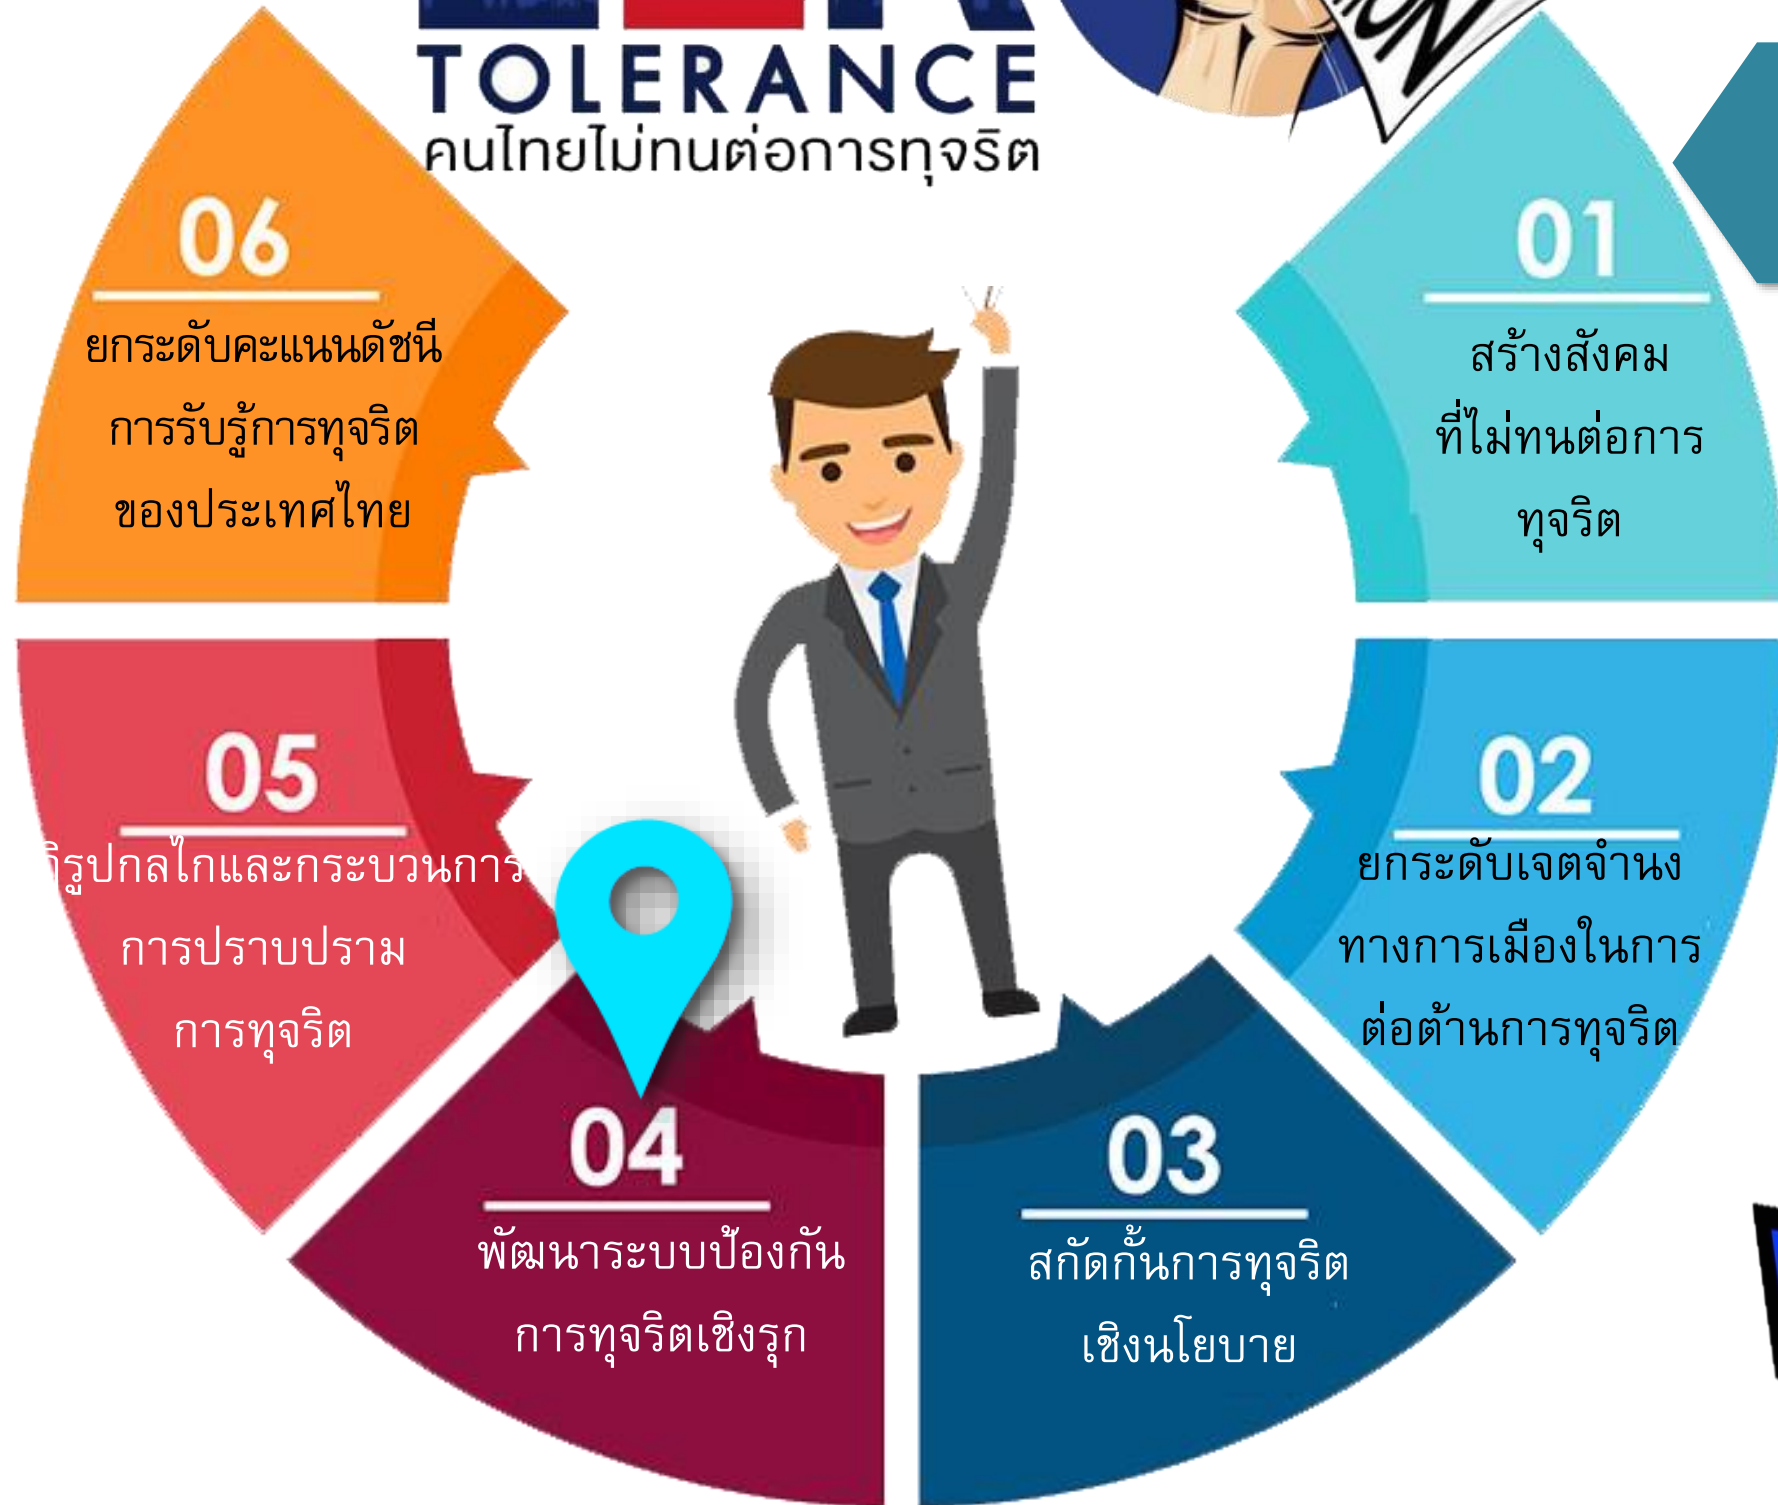 TOLERANCE
คนไทยไม่ทนต่อการทุจริต
01
สร้างสังคม
ที่ไม่ทนต่อการ
ทุจริต
02
ยกระดับเจตจำนง
ทางการเมืองในการ
ต่อต้านการทุจริต
03
สกัดกั้นการทุจริต
เชิงนโยบาย
04
พัฒนาระบบป้องกัน
การทุจริตเชิงรุก
05
รูปกลไกและกระบวนการ
การปราบปราม
การทุจริต
06
ยกระดับคะแนนดัชนี
การรับรู้การทุจริต
ของประเทศไทย